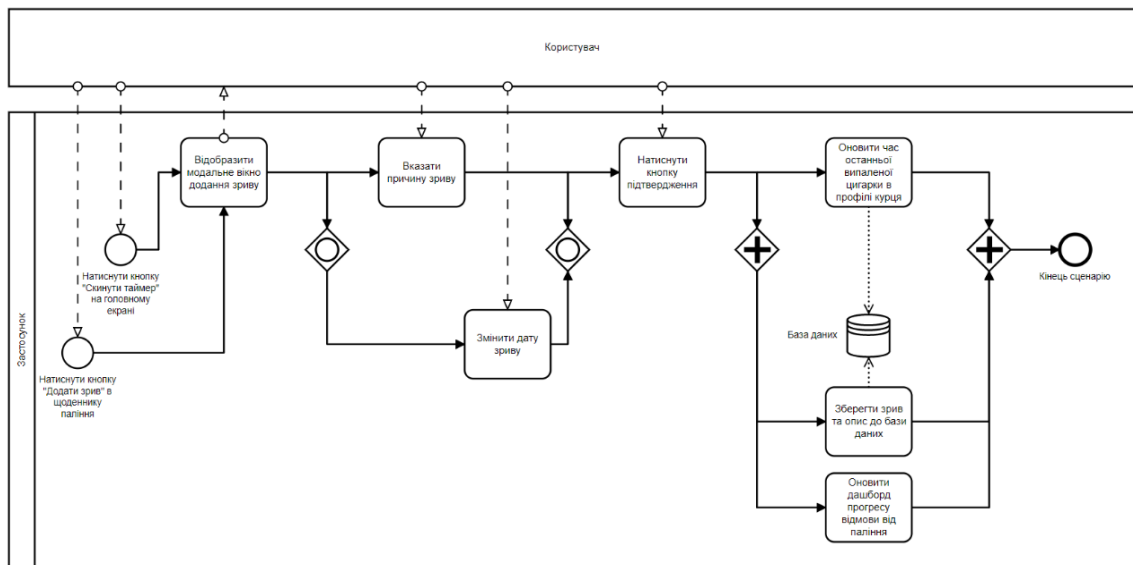 Користувач
Застосунок
Відобразити
модальне вікно
додання зриву
Вказати
причину зриву
Натиснути
кнопку
підтвердження
Оновити час
останньої
випаленої
цигарки в
профілі курця
Натиснути кнопку
"Скинути таймер"
на головному
екрані
Кінець сценарію
Змінити дату
зриву
База даних
Натиснути кнопку
"Додати зрив" в
щоденнику
паління
Зберегти зрив
та опис до бази
даних
Оновити
дашборд
прогресу
відмови від
паління